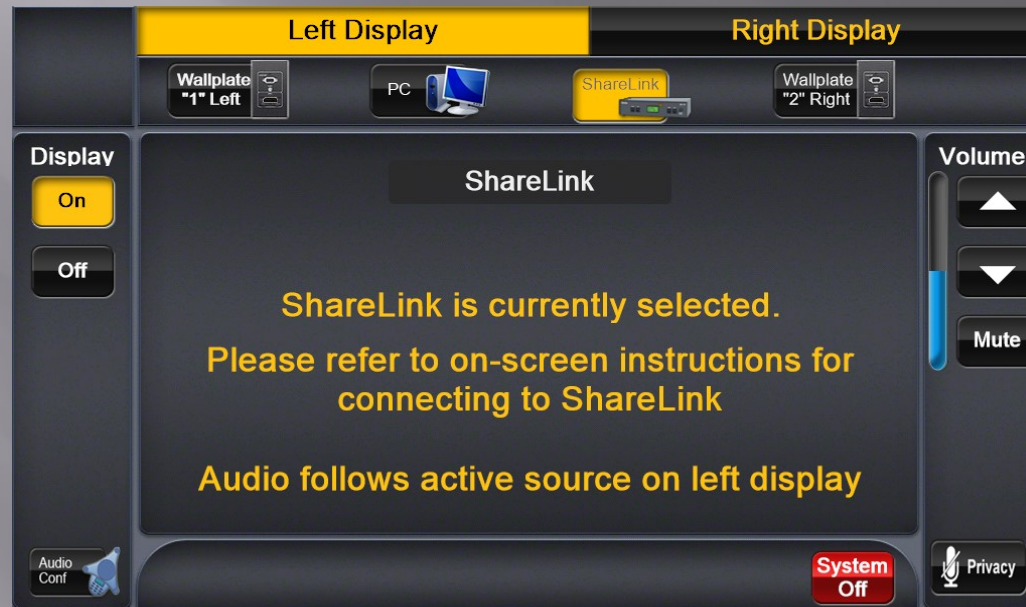 Left Display
Right Display
Wallplate
"1" Left
PC
ShareLink
Wallplate
"2" Right
Display
On
Off
ShareLink
ShareLink is currently selected.
Please refer to on-screen instructions for
connecting to ShareLink
Audio follows active source on left display
Volume
Mute
Audio
Conf
System
Off
Privacy